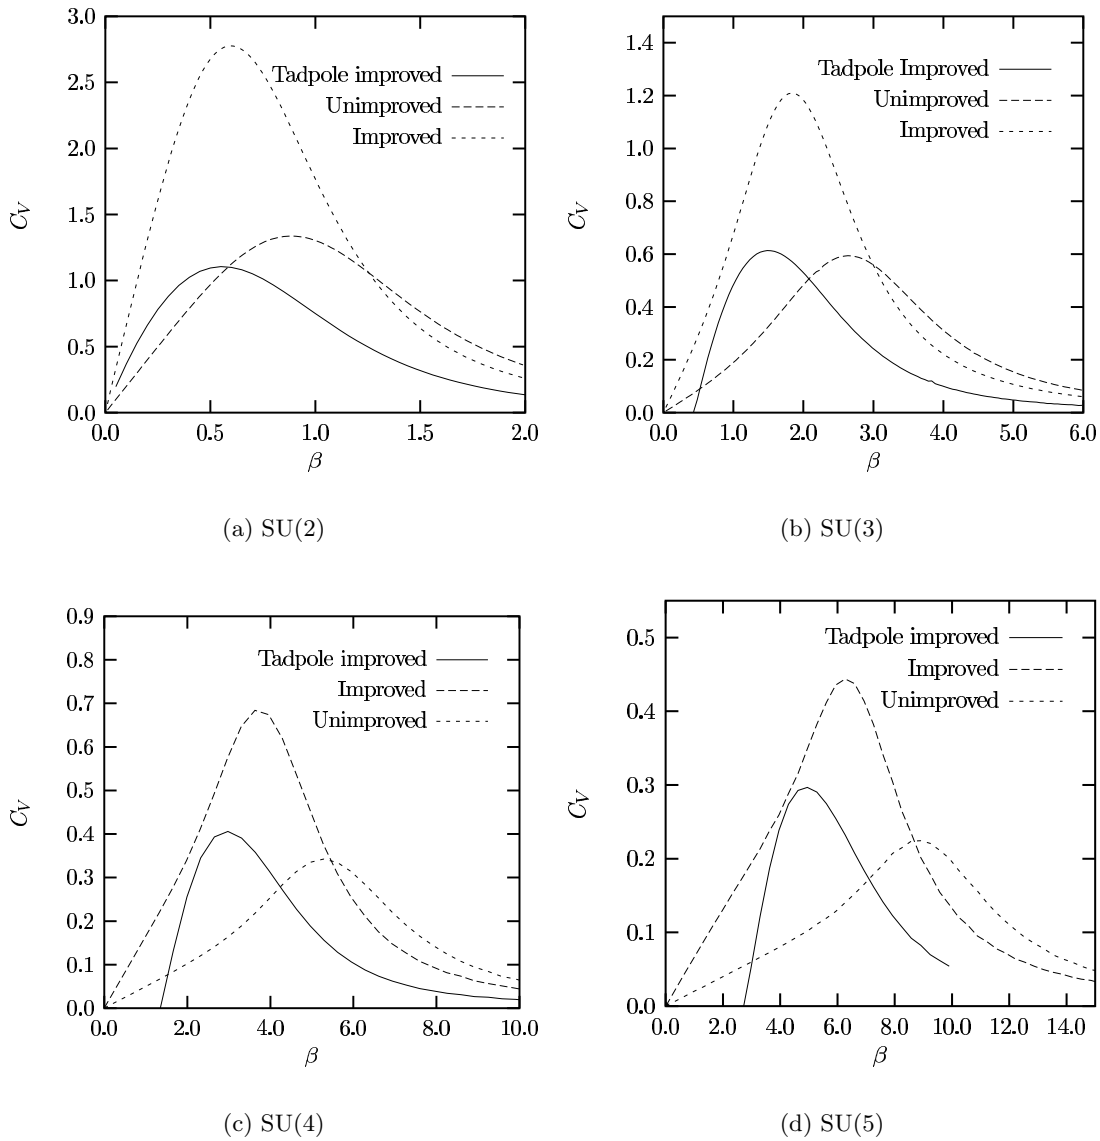 3.0
2.5
2.0
1.5
1.0
0.5
0.0
C_V
Tadpole improved
Unimproved
Improved
0.0 0.5 1.0 1.5 2.0
β
(a) SU(2)
1.4
1.2
1.0
0.8
0.6
0.4
0.2
0.0
C_V
Tadpole Improved
Unimproved
Improved
0.0 1.0 2.0 3.0 4.0 5.0 6.0
β
(b) SU(3)
0.9
0.8
0.7
0.6
0.5
0.4
0.3
0.2
0.1
0.0
C_V
Tadpole improved
Improved
Unimproved
0.0 2.0 4.0 6.0 8.0 10.0
β
(c) SU(4)
0.5
0.4
0.3
0.2
0.1
0.0
C_V
Tadpole improved
Improved
Unimproved
0.0 2.0 4.0 6.0 8.0 10.0 12.0 14.0
β
(d) SU(5)